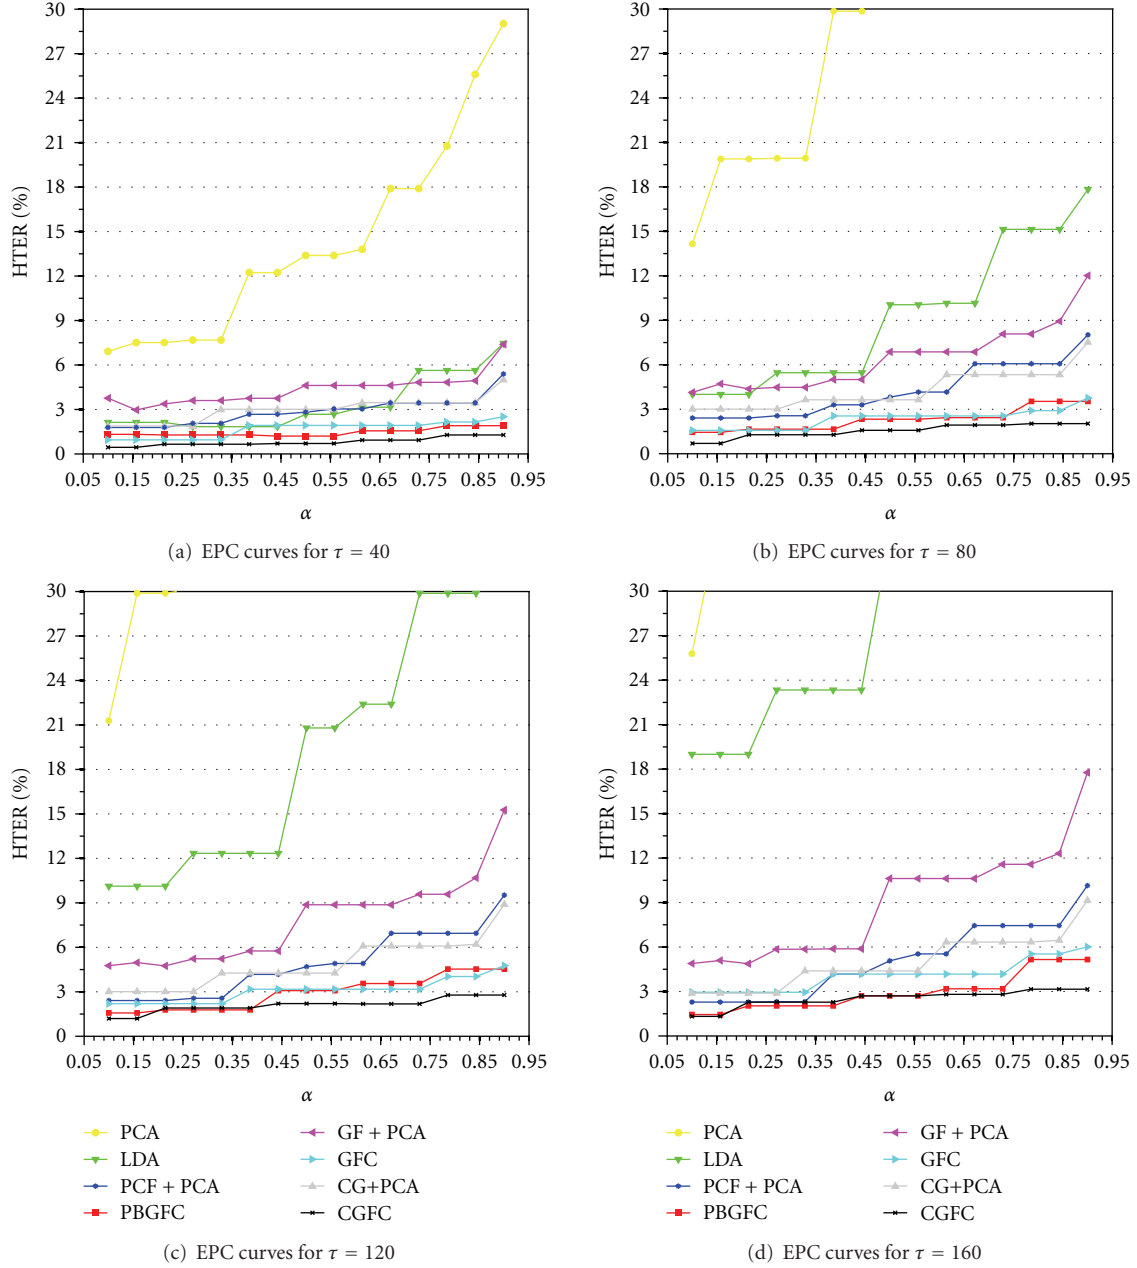 30
27
24
21
18
15
12
9
6
3
0
HTER (%)
0.05 0.15 0.25 0.35 0.45 0.55 0.65 0.75 0.85 0.95
α
(a) EPC curves for τ = 40
30
27
24
21
18
15
12
9
6
3
0
HTER (%)
0.05 0.15 0.25 0.35 0.45 0.55 0.65 0.75 0.85 0.95
α
(b) EPC curves for τ = 80
30
27
24
21
18
15
12
9
6
3
0
HTER (%)
0.05 0.15 0.25 0.35 0.45 0.55 0.65 0.75 0.85 0.95
α
PCA
LDA
PCF + PCA
PBGFC
GF + PCA
GFC
CG+PCA
CGFC
(c) EPC curves for τ = 120
30
27
24
21
18
15
12
9
6
3
0
HTER (%)
0.05 0.15 0.25 0.35 0.45 0.55 0.65 0.75 0.85 0.95
α
PCA
LDA
PCF + PCA
PBGFC
GF + PCA
GFC
CG+PCA
CGFC
(d) EPC curves for τ = 160